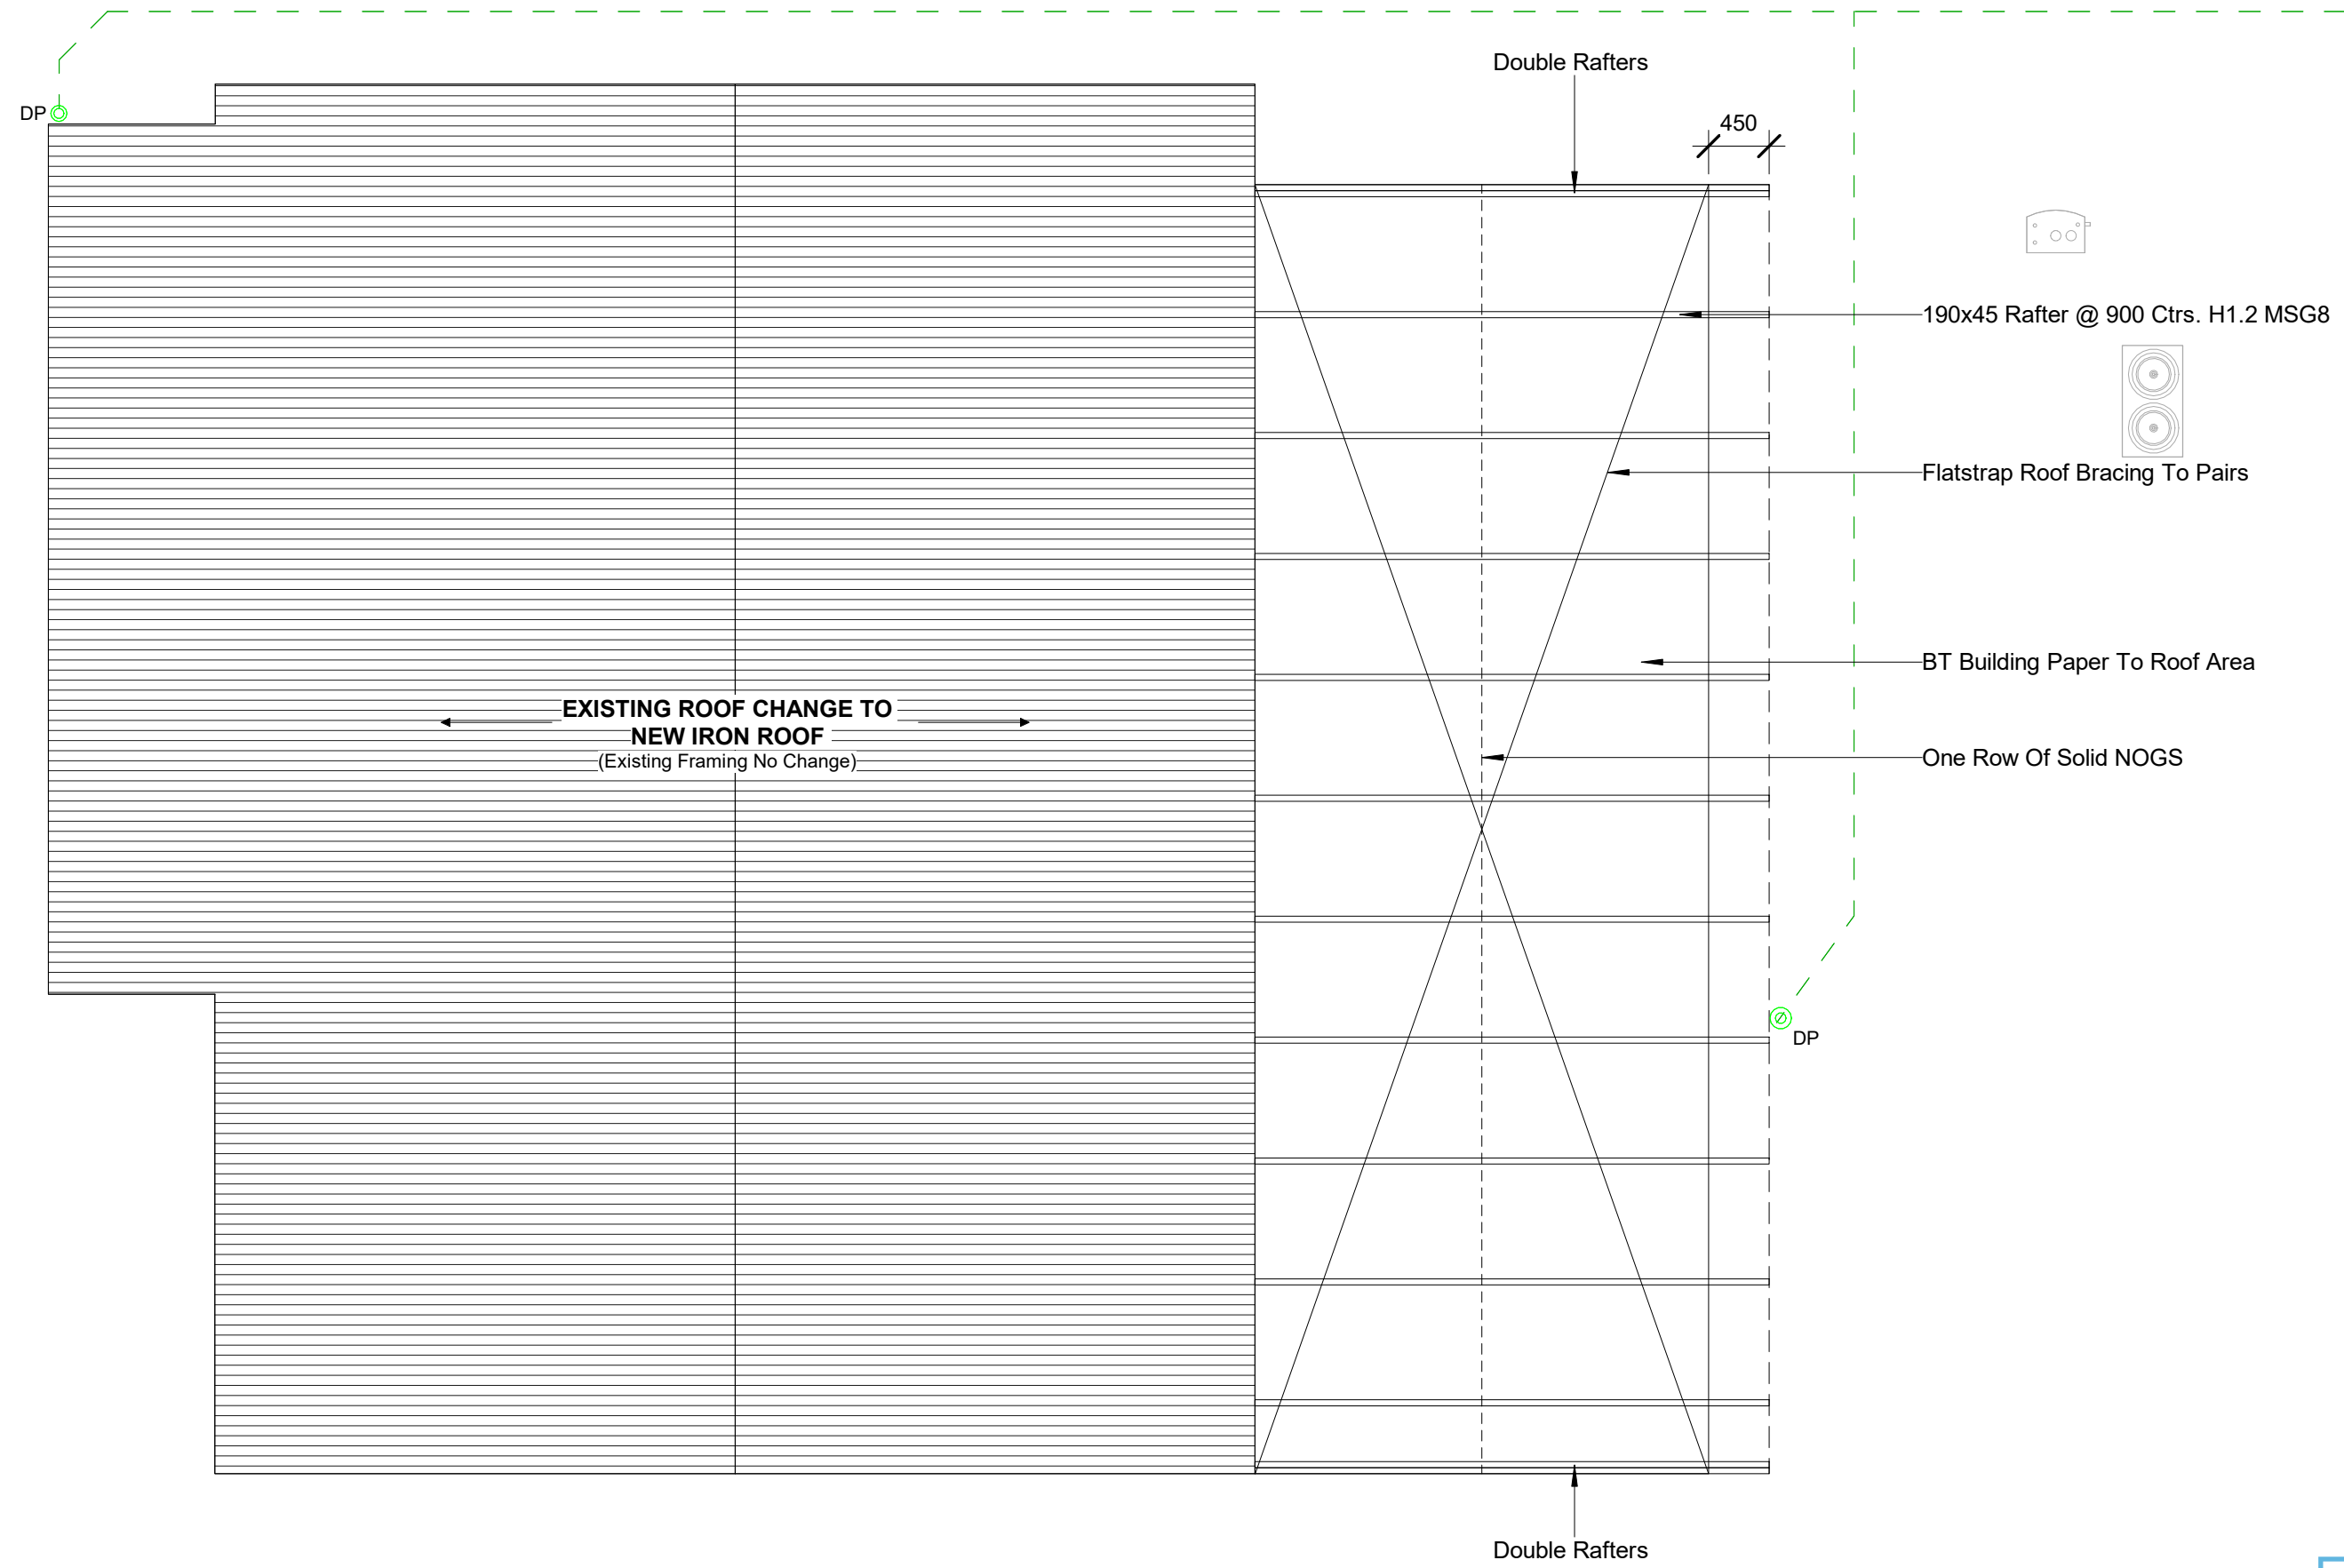 Double Rafters
DP
450
190x45 Rafter @ 900 Ctrs. H1.2 MSG8
Flatstrap Roof Bracing To Pairs
BT Building Paper To Roof Area
EXISTING ROOF CHANGE TO
NEW IRON ROOF
(Existing Framing No Change)
One Row Of Solid NOGS
DP
Double Rafters